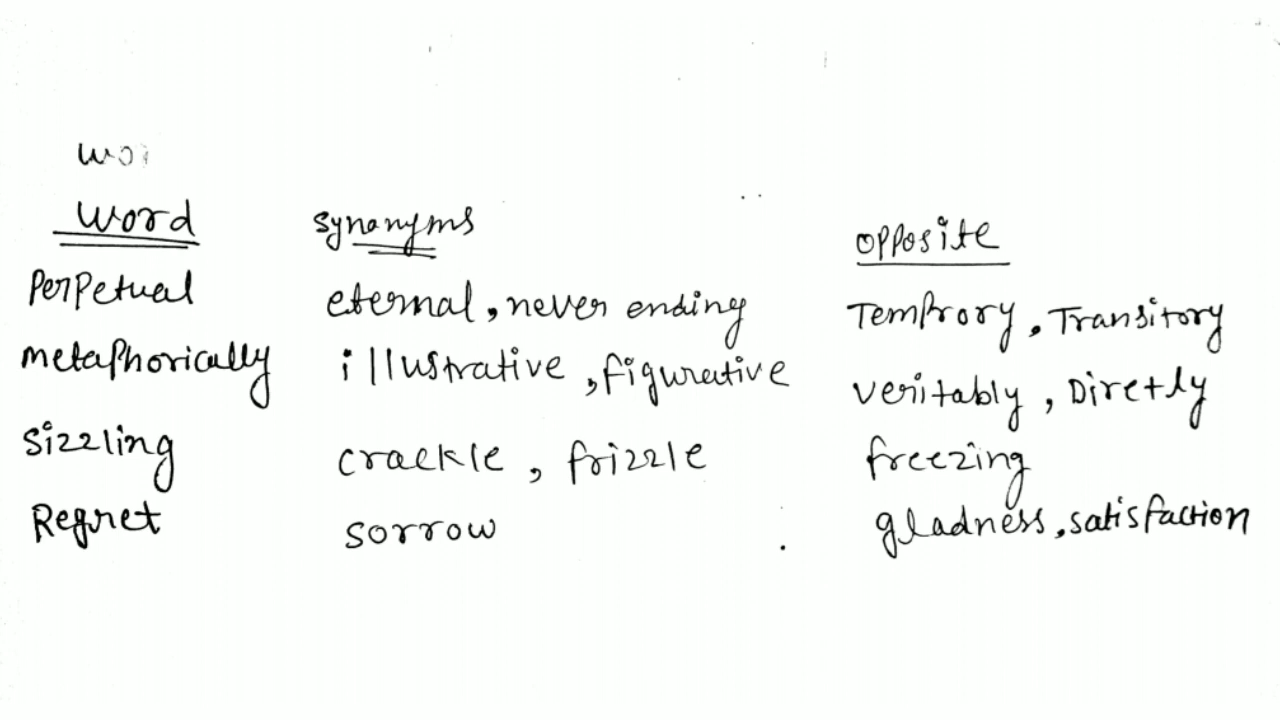 wor
word synonyms opposite
Perpetual eternal, never ending Temprory, Transitory
metaphorically illustrative, figurative veritably, Diretly
Sizzling crackle, frizzle freezing
Regret sorrow gladness, satisfaction